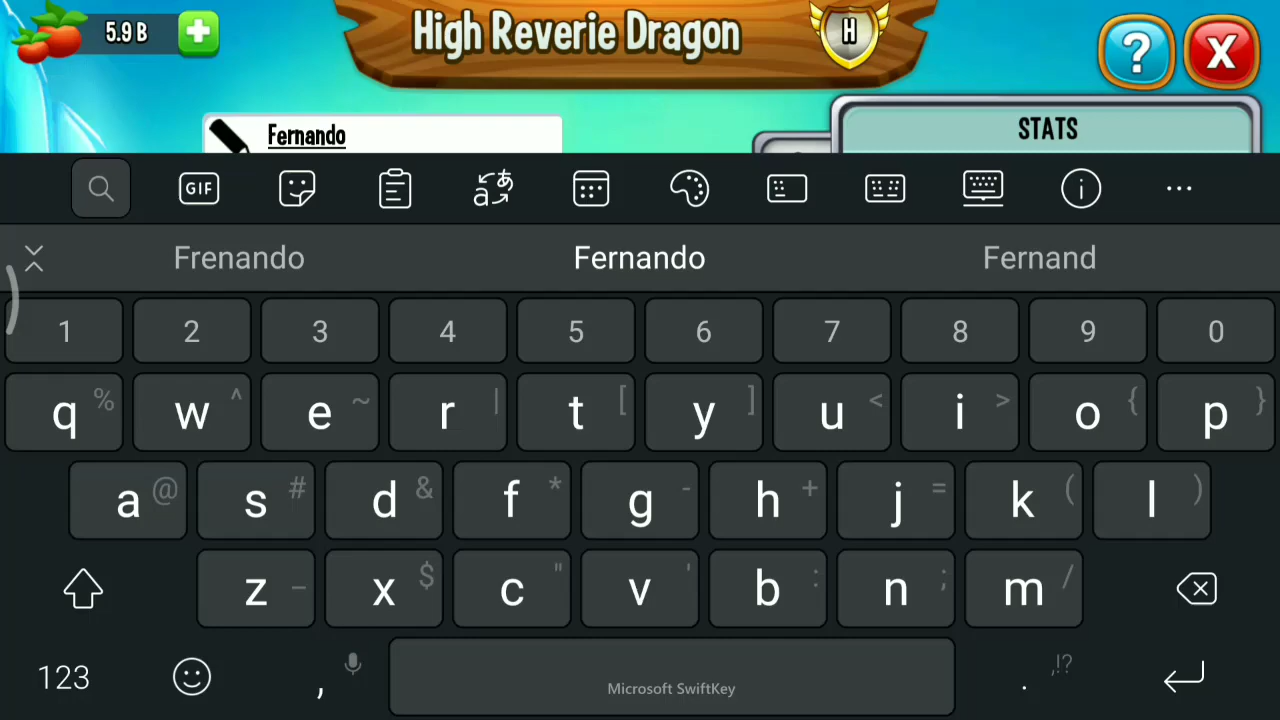 5.9 B
High Reverie Dragon
H
?
X
Fernando
STATS
GIF
Frenando Fernando Fernand
1 2 3 4 5 6 7 8 9 0
q % w ^ e ~ r | t [ y ] u < i > o { p }
a @ s # d & f * g - h + j = k ( l )
z _ x $ c " v ' b : n ; m /
123 , . ,!?
Microsoft SwiftKey